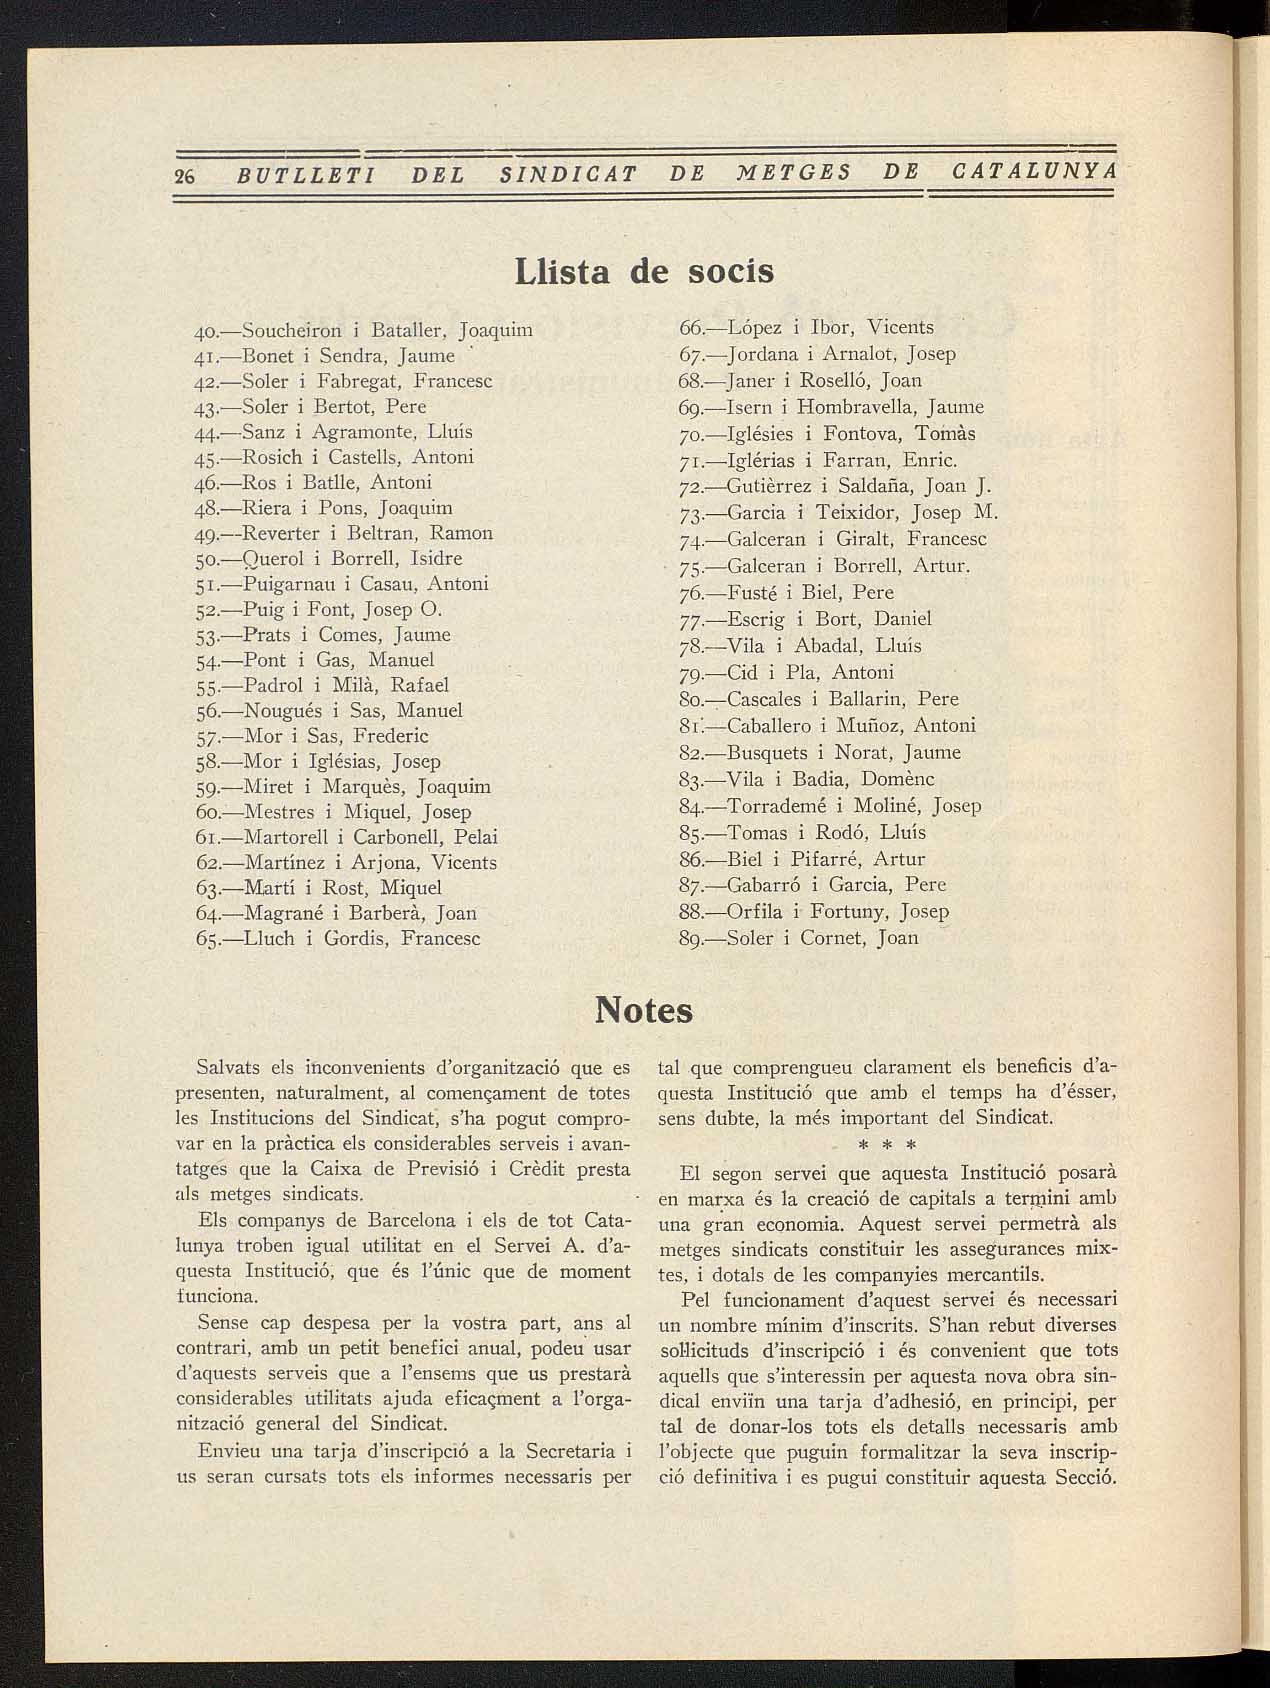 26 BUTLLETI DEL SINDICAT DE METGES DE CATALUNYA
Llista de socis
40.—Soucheiron i Bataller, Joaquim
41.—Bonet i Sendra, Jaume
42.—Soler i Fabregat, Francesc
43.—Soler i Bertot, Pere
44.—Sanz i Agramonte, Lluís
45.—Rosich i Castells, Antoni
46.—Ros i Batlle, Antoni
48.—Riera i Pons, Joaquim
49.—Reverter i Beltran, Ramon
50.—Querol i Borrell, Isidre
51.—Puigarnau i Casau, Antoni
52.—Puig i Font, Josep O.
53.—Prats i Comes, Jaume
54.—Pont i Gas, Manuel
55.—Padrol i Milà, Rafael
56.—Nougués i Sas, Manuel
57.—Mor i Sas, Frederic
58.—Mor i Iglésias, Josep
59.—Miret i Marquès, Joaquim
60.—Mestres i Miquel, Josep
61.—Martorell i Carbonell, Pelai
62.—Martínez i Arjona, Vicents
63.—Martí i Rost, Miquel
64.—Magrané i Barberà, Joan
65.—Lluch i Gordis, Francesc
66.—López i Ibor, Vicents
67.—Jordana i Arnalot, Josep
68.—Janer i Roselló, Joan
69.—Isern i Hombravella, Jaume
70.—Iglésies i Fontova, Tomàs
71.—Iglérias i Farran, Enric.
72.—Gutièrrez i Saldaña, Joan J.
73.—Garcia i Teixidor, Josep M.
74.—Galceran i Giralt, Francesc
75.—Galceran i Borrell, Artur.
76.—Fusté i Biel, Pere
77.—Escrig i Bort, Daniel
78.—Vila i Abadal, Lluís
79.—Cid i Pla, Antoni
80.—Cascales i Ballarin, Pere
81.—Caballero i Muñoz, Antoni
82.—Busquets i Norat, Jaume
83.—Vila i Badia, Domènc
84.—Torrademé i Moliné, Josep
85.—Tomas i Rodó, Lluís
86.—Biel i Pifarré, Artur
87.—Gabarró i Garcia, Pere
88.—Orfila i Fortuny, Josep
89.—Soler i Cornet, Joan
Notes
Salvats els inconvenients d'organització que es
presenten, naturalment, al començament de totes
les Institucions del Sindicat, s'ha pogut compro-
var en la pràctica els considerables serveis i avan-
tatges que la Caixa de Previsió i Crèdit presta
als metges sindicats.
Els companys de Barcelona i els de tot Cata-
lunya troben igual utilitat en el Servei A. d'a-
questa Institució, que és l'únic que de moment
funciona.
Sense cap despesa per la vostra part, ans al
contrari, amb un petit benefici anual, podeu usar
d'aquests serveis que a l'ensems que us prestarà
considerables utilitats ajuda eficaçment a l'orga-
nització general del Sindicat.
Envieu una tarja d'inscripció a la Secretaria i
us seran cursats tots els informes necessaris per
tal que comprengueu clarament els beneficis d'a-
questa Institució que amb el temps ha d'ésser,
sens dubte, la més important del Sindicat.
* * *
El segon servei que aquesta Institució posarà
en marxa és la creació de capitals a termini amb
una gran economia. Aquest servei permetrà als
metges sindicats constituir les assegurances mix-
tes, i dotals de les companyies mercantils.
Pel funcionament d'aquest servei és necessari
un nombre mínim d'inscrits. S'han rebut diverses
sol·licituds d'inscripció i és convenient que tots
aquells que s'interessin per aquesta nova obra sin-
dical enviïn una tarja d'adhesió, en principi, per
tal de donar-los tots els detalls necessaris amb
l'objecte que puguin formalitzar la seva inscrip-
ció definitiva i es pugui constituir aquesta Secció.